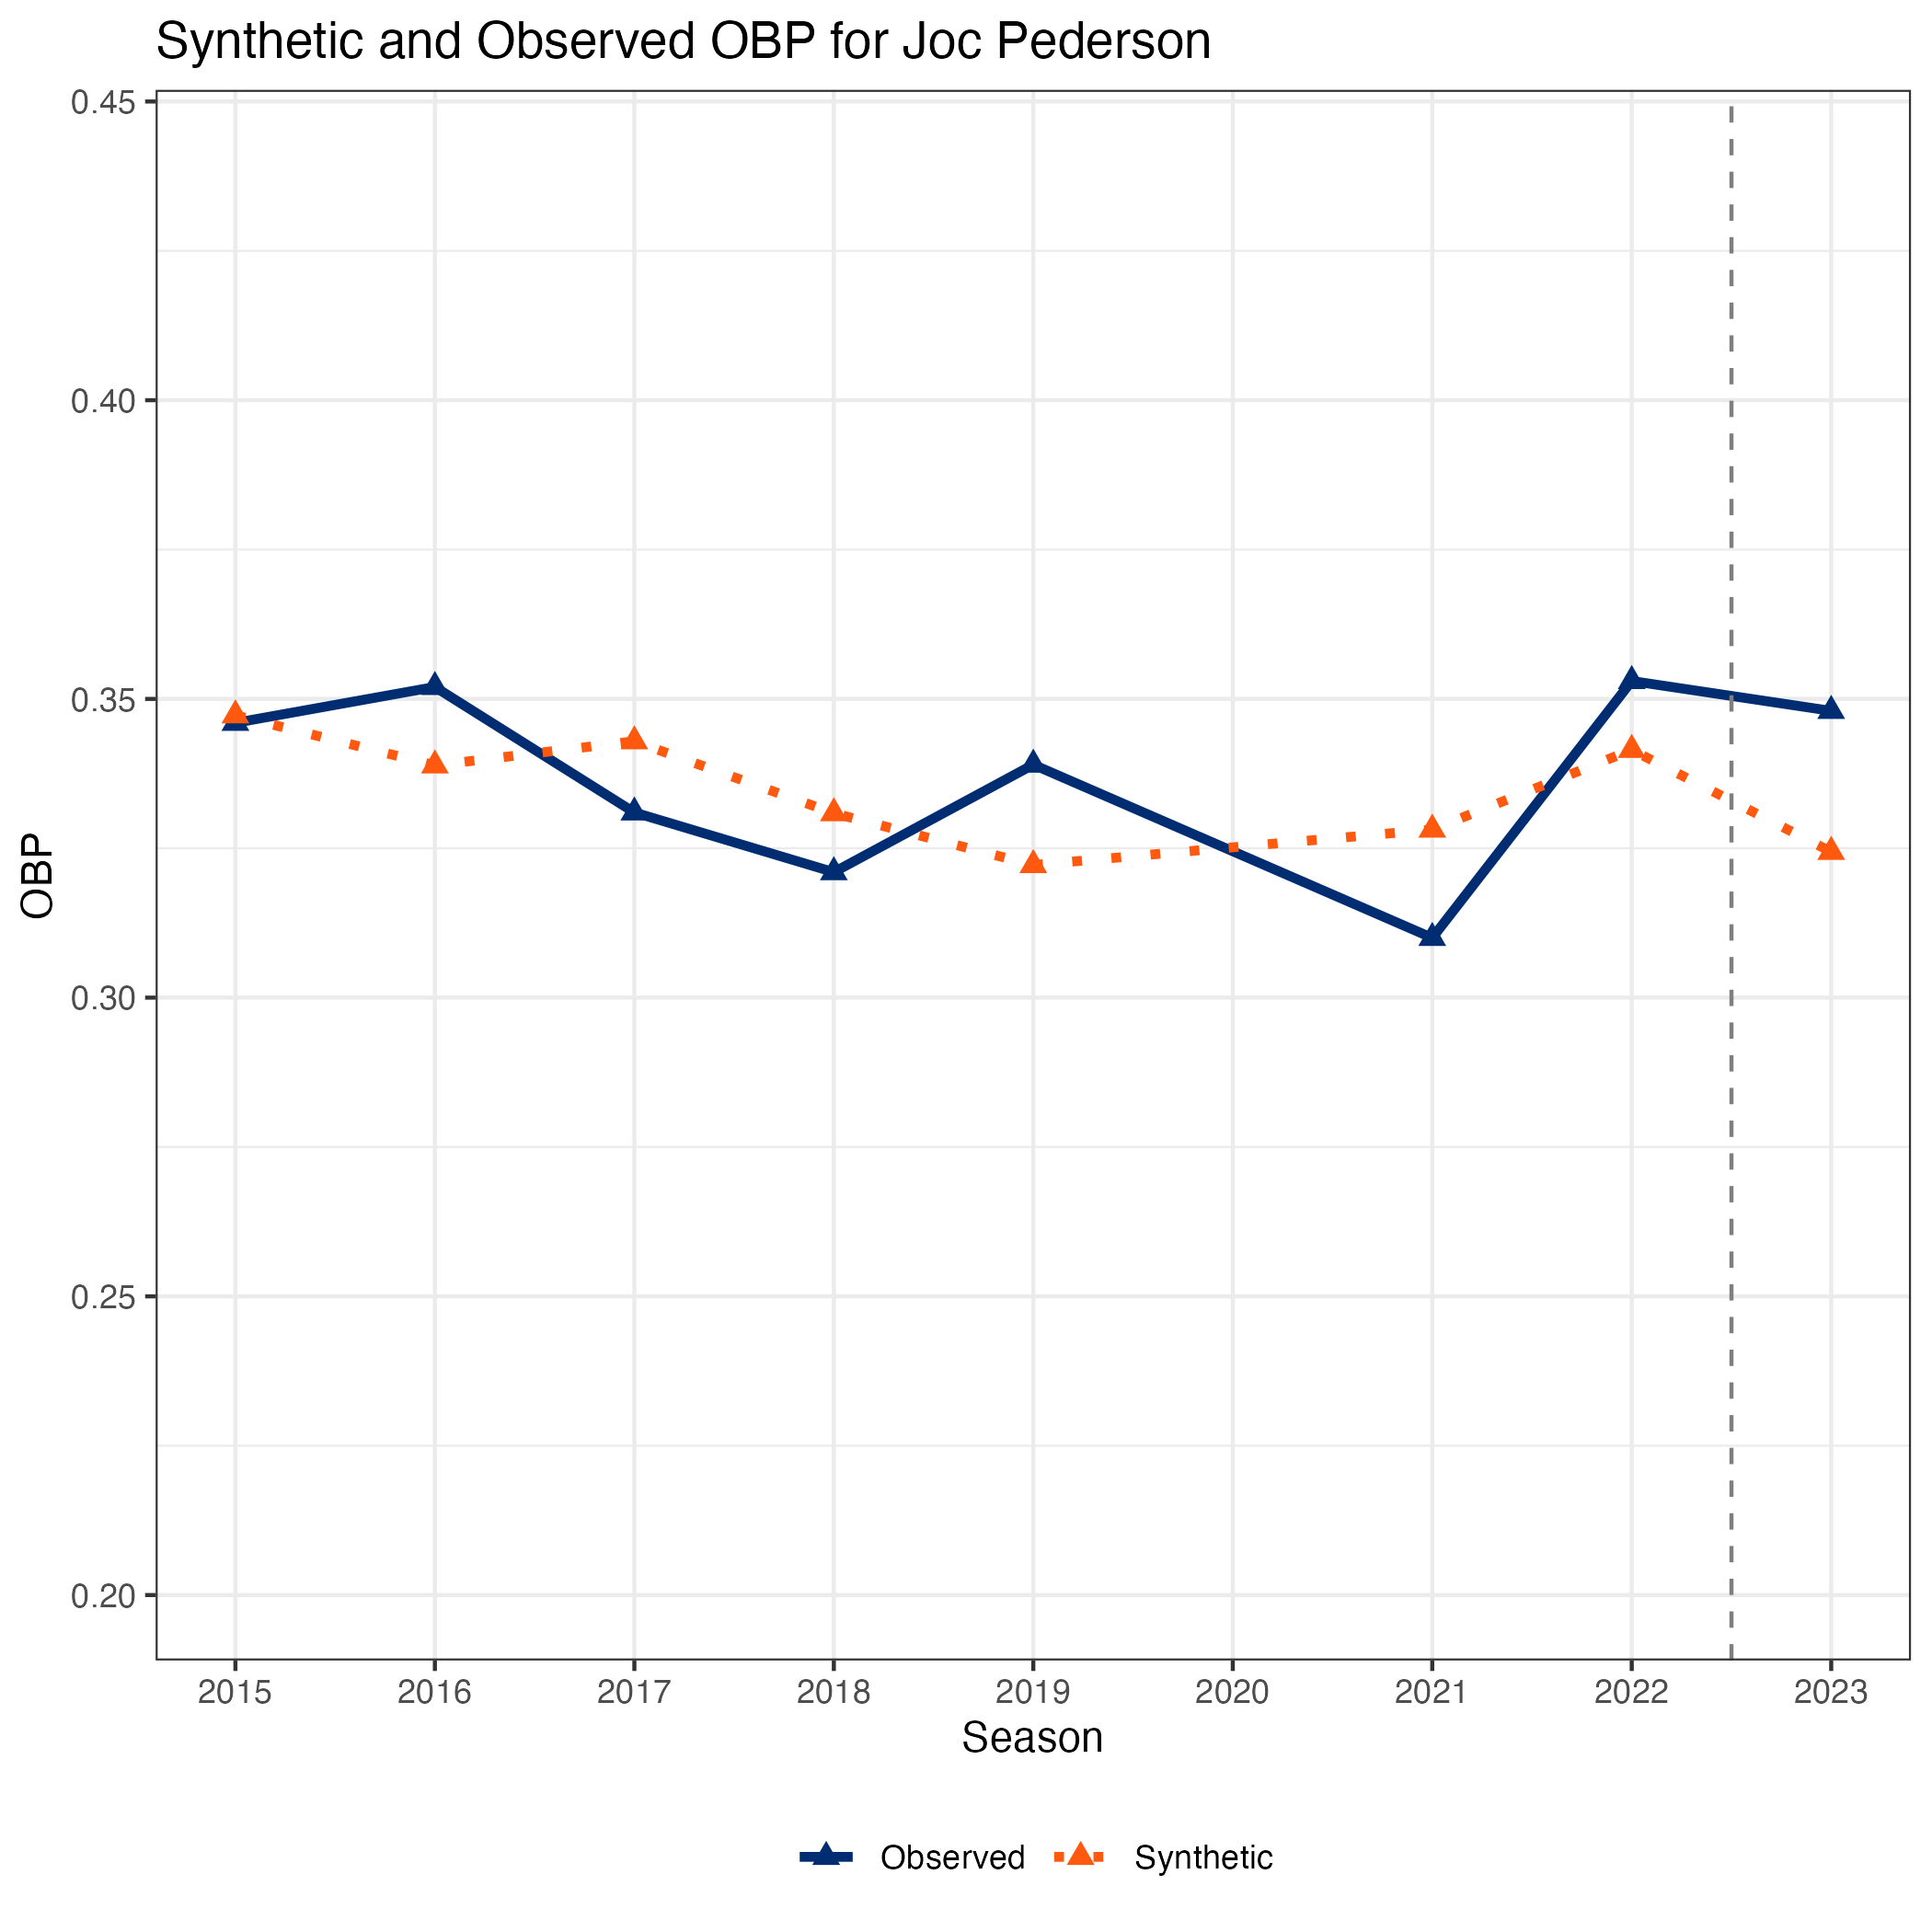 Synthetic and Observed OBP for Joc Pederson
0.45
0.40
0.35
0.30
0.25
0.20
OBP
2015 2016 2017 2018 2019 2020 2021 2022 2023
Season
Observed Synthetic